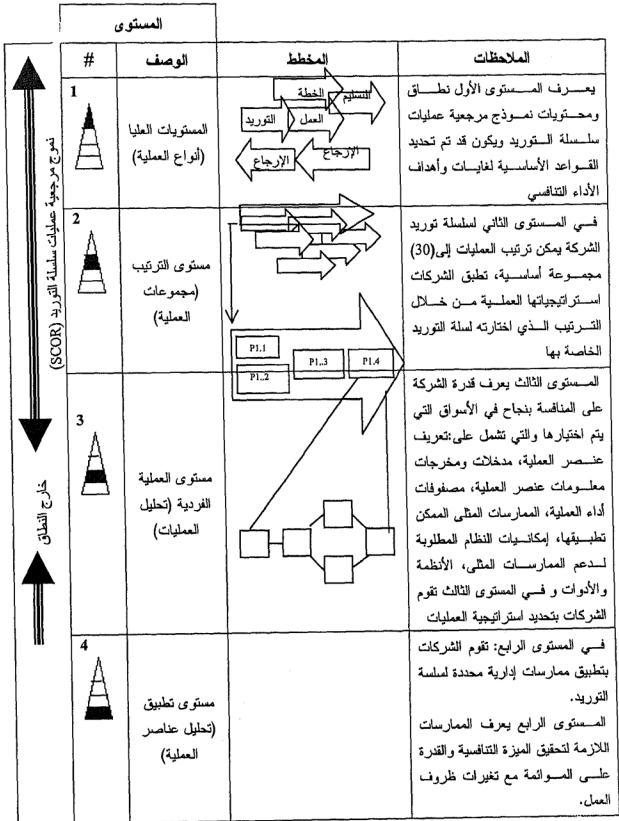 المستوى
الملاحظات
المخطط
الوصف
#
يعرف المستوى الأول نطاق
ومحتويات نموذج مرجعية عمليات
سلسلة التوريد ويكون قد تم تحديد
القواعد الأساسية لغايات وأهداف
الأداء التنافسي
الخطة
التسليم
العمل
التوريد
الإرجاع
الإرجاع
المستويات العليا
(أنواع العملية)
1
في المستوى الثاني لسلسلة توريد
الشركة يمكن ترتيب العمليات إلى(30)
مجموعة أساسية، تطبق الشركات
استراتيجياتها العملية من خلال
الترتيب الذي اختارته لسلة التوريد
الخاصة بها
P1.1
P1..2
P1..3
P1.4
مستوى الترتيب
(مجموعات
العملية)
2
المستوى الثالث يعرف قدرة الشركة
على المنافسة بنجاح في الأسواق التي
يتم اختيارها والتي تشمل على:تعريف
عنصر العملية، مدخلات ومخرجات
معلومات عنصر العملية، مصفوفات
أداء العملية، الممارسات المثلى الممكن
تطبيقها، إمكانيات النظام المطلوبة
لدعم الممارسات المثلى، الأنظمة
والأدوات و في المستوى الثالث تقوم
الشركات بتحديد استراتيجية العمليات
مستوى العملية
الفردية (تحليل
العمليات)
3
في المستوى الرابع: تقوم الشركات
بتطبيق ممارسات إدارية محددة لسلسة
التوريد.
المستوى الرابع يعرف الممارسات
اللازمة لتحقيق الميزة التنافسية والقدرة
على الموائمة مع تغيرات ظروف
العمل.
مستوى تطبيق
(تحليل عناصر
العملية)
4
نموج مرجعية عمليات سلسلة التوريد (SCOR)
خارج النطاق